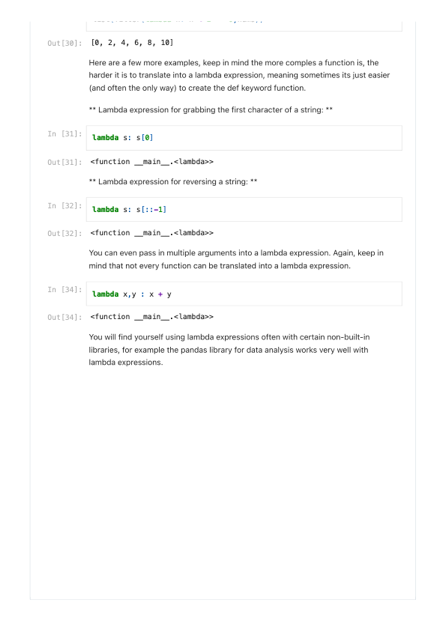 Out[30]: [0, 2, 4, 6, 8, 10]
Here are a few more examples, keep in mind the more comples a function is, the
harder it is to translate into a lambda expression, meaning sometimes its just easier
(and often the only way) to create the def keyword function.
** Lambda expression for grabbing the first character of a string: **
In [31]: lambda s: s[0]
Out[31]: <function __main__.<lambda>>
** Lambda expression for reversing a string: **
In [32]: lambda s: s[::-1]
Out[32]: <function __main__.<lambda>>
You can even pass in multiple arguments into a lambda expression. Again, keep in
mind that not every function can be translated into a lambda expression.
In [34]: lambda x,y : x + y
Out[34]: <function __main__.<lambda>>
You will find yourself using lambda expressions often with certain non-built-in
libraries, for example the pandas library for data analysis works very well with
lambda expressions.